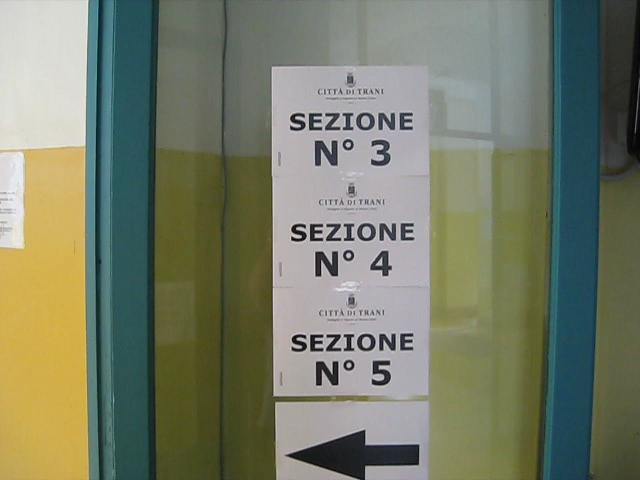 CITTÀ DI TRANI
SEZIONE
N° 3
CITTÀ DI TRANI
SEZIONE
N° 4
CITTÀ DI TRANI
SEZIONE
N° 5